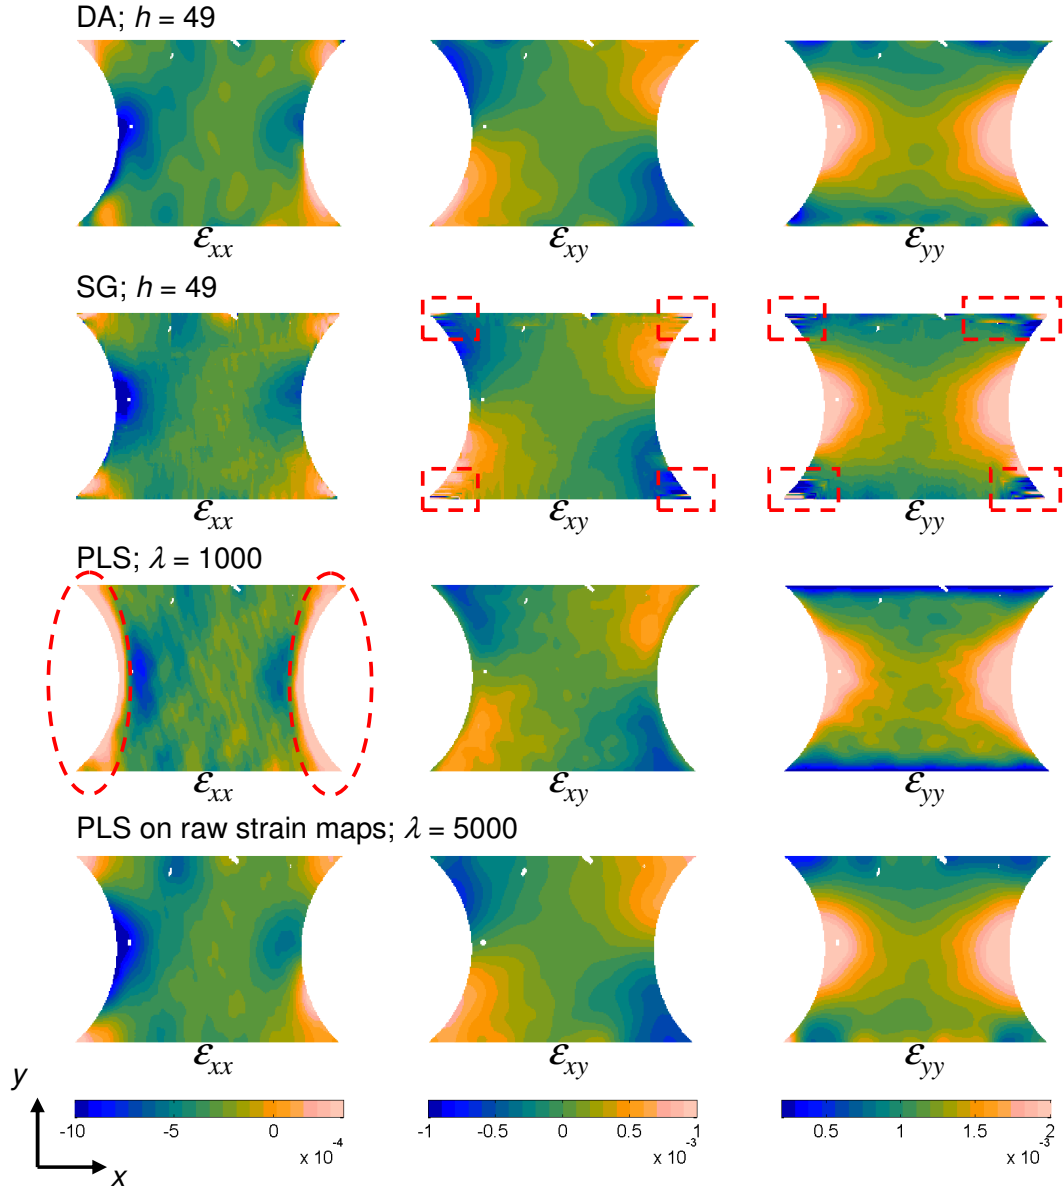 DA; h = 49
εxx εxy εyy
SG; h = 49
εxx εxy εyy
PLS; λ = 1000
εxx εxy εyy
PLS on raw strain maps; λ = 5000
εxx εxy εyy
y
x
-10 -5 0
x 10^-4
-1 -0.5 0 0.5 1
x 10^-3
0.5 1 1.5 2
x 10^-3